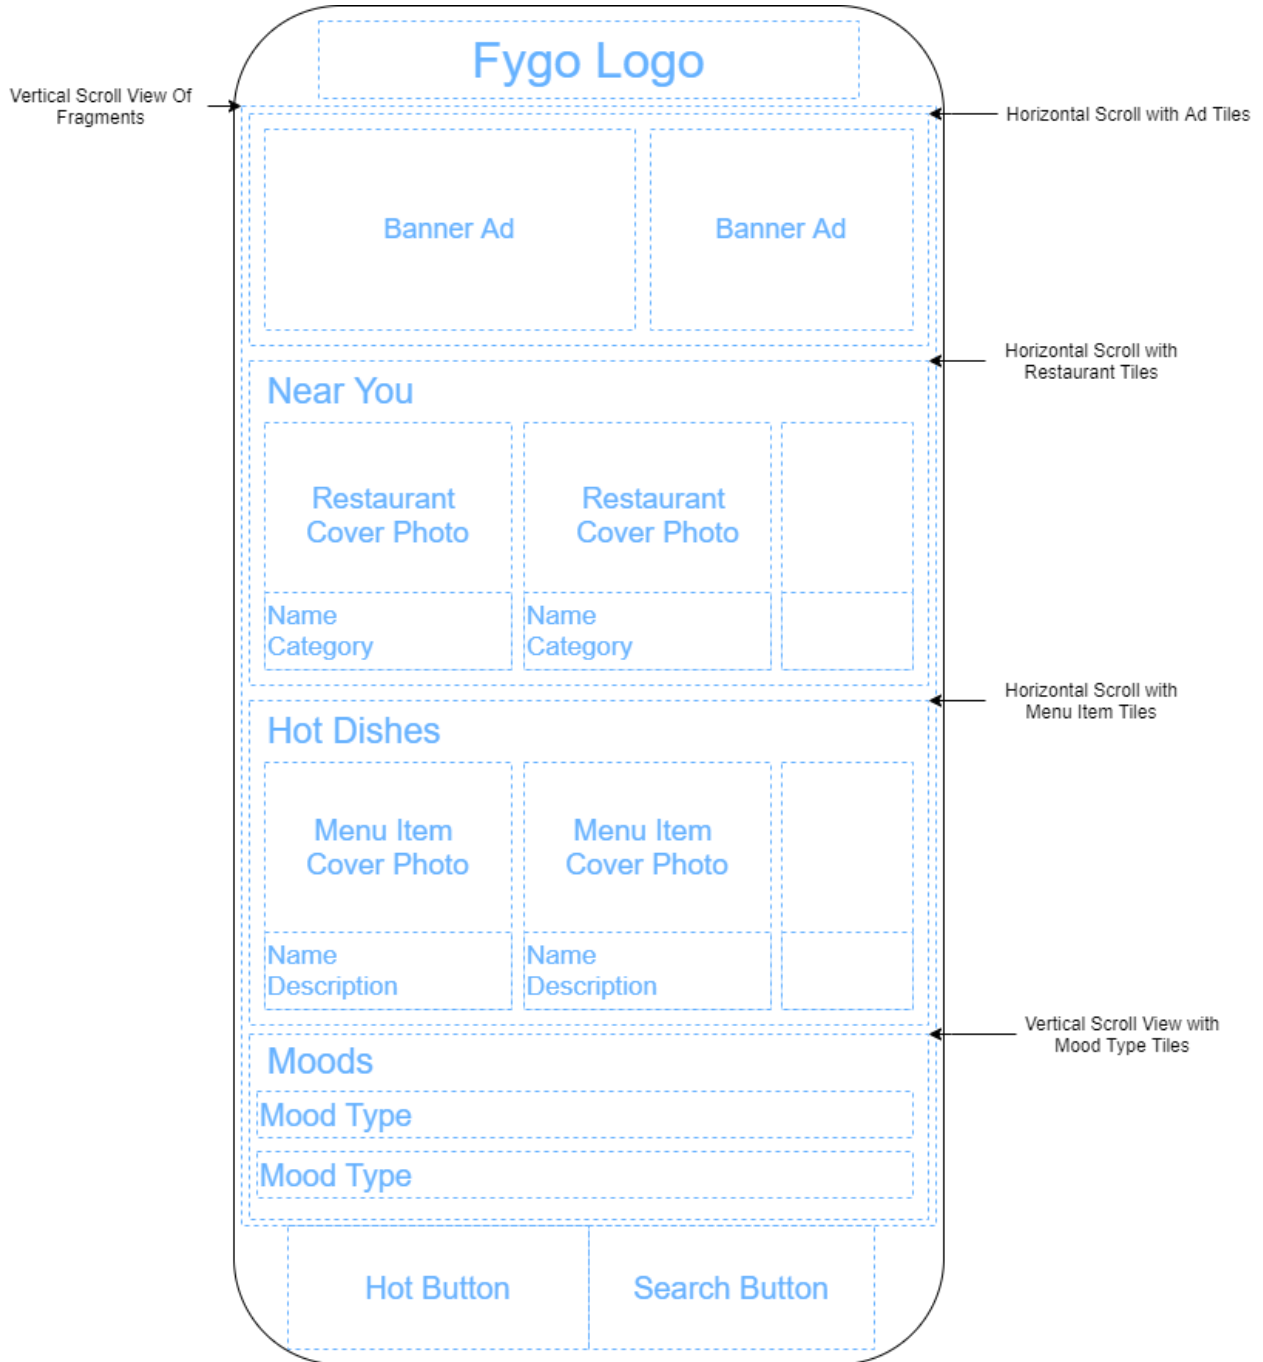 Fygo Logo
Vertical Scroll View Of
Fragments
Horizontal Scroll with Ad Tiles
Banner Ad
Banner Ad
Horizontal Scroll with
Restaurant Tiles
Near You
Restaurant
Cover Photo
Restaurant
Cover Photo
Name
Category
Name
Category
Horizontal Scroll with
Menu Item Tiles
Hot Dishes
Menu Item
Cover Photo
Menu Item
Cover Photo
Name
Description
Name
Description
Vertical Scroll View with
Mood Type Tiles
Moods
Mood Type
Mood Type
Hot Button
Search Button